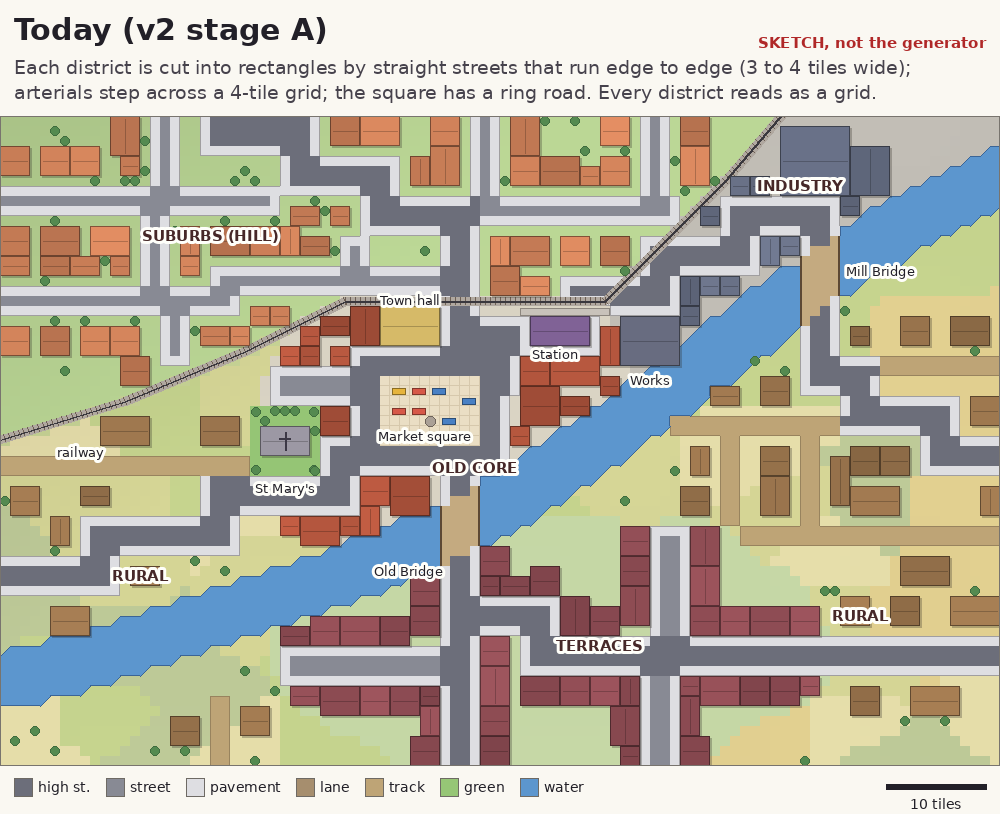 Today (v2 stage A)
SKETCH, not the generator
Each district is cut into rectangles by straight streets that run edge to edge (3 to 4 tiles wide);
arterials step across a 4-tile grid; the square has a ring road. Every district reads as a grid.
INDUSTRY
SUBURBS (HILL)
Mill Bridge
Town hall
Station
Works
Market square
railway
OLD CORE
St Mary's
Old Bridge
RURAL
RURAL
TERRACES
high st.
street
pavement
lane
track
green
water
10 tiles